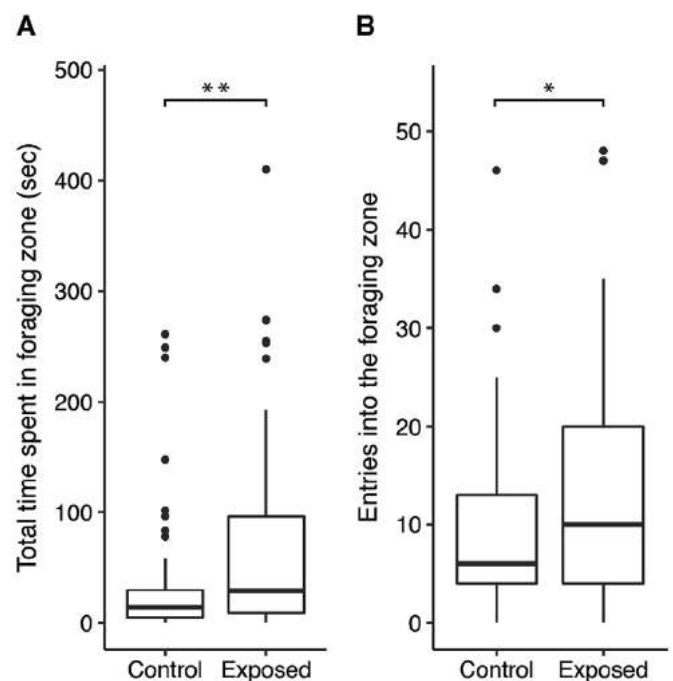 A
B
Total time spent in foraging zone (sec)
500
400
300
200
100
0
**
Control Exposed
Entries into the foraging zone
50
40
30
20
10
0
*
Control Exposed